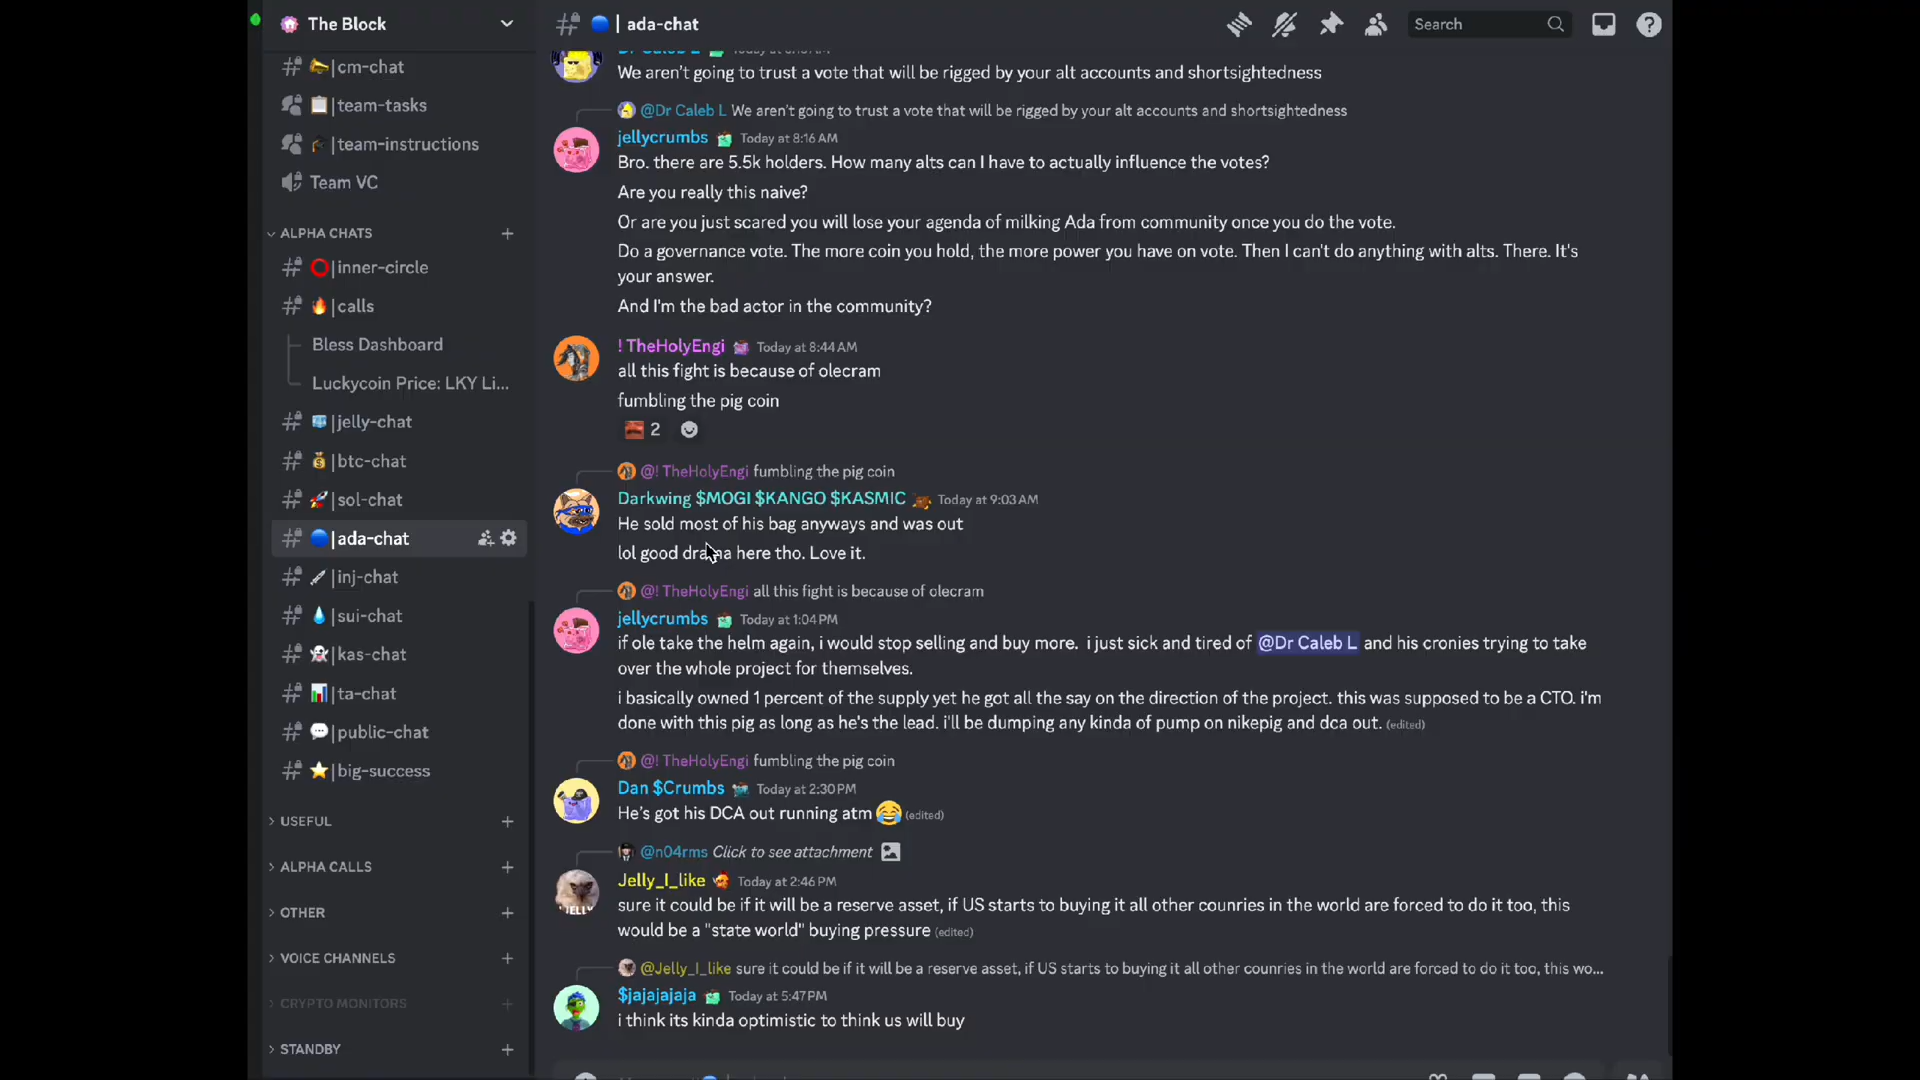 The Block
| ada-chat
Search
|cm-chat
|team-tasks
|team-instructions
Team VC
ALPHA CHATS
|inner-circle
|calls
Bless Dashboard
Luckycoin Price: LKY Li...
|jelly-chat
|btc-chat
|sol-chat
|ada-chat
|inj-chat
|sui-chat
|kas-chat
|ta-chat
|public-chat
|big-success
USEFUL
ALPHA CALLS
OTHER
VOICE CHANNELS
CRYPTO MONITORS
STANDBY
Dr Caleb L Today at
We aren't going to trust a vote that will be rigged by your alt accounts and shortsightedness
@Dr Caleb L We aren't going to trust a vote that will be rigged by your alt accounts and shortsightedness
jellycrumbs Today at 8:16 AM
Bro. there are 5.5k holders. How many alts can I have to actually influence the votes?
Are you really this naive?
Or are you just scared you will lose your agenda of milking Ada from community once you do the vote.
Do a governance vote. The more coin you hold, the more power you have on vote. Then I can't do anything with alts. There. It's
your answer.
And I'm the bad actor in the community?
! TheHolyEngi Today at 8:44 AM
all this fight is because of olecram
fumbling the pig coin
2
@! TheHolyEngi fumbling the pig coin
Darkwing $MOGI $KANGO $KASMIC Today at 9:03 AM
He sold most of his bag anyways and was out
lol good drama here tho. Love it.
@! TheHolyEngi all this fight is because of olecram
jellycrumbs Today at 1:04 PM
if ole take the helm again, i would stop selling and buy more. i just sick and tired of @Dr Caleb L and his cronies trying to take
over the whole project for themselves.
i basically owned 1 percent of the supply yet he got all the say on the direction of the project. this was supposed to be a CTO. i'm
done with this pig as long as he's the lead. i'll be dumping any kinda of pump on nikepig and dca out. (edited)
@! TheHolyEngi fumbling the pig coin
Dan $Crumbs Today at 2:30 PM
He's got his DCA out running atm (edited)
@n04rms Click to see attachment
Jelly_I_like Today at 2:46 PM
sure it could be if it will be a reserve asset, if US starts to buying it all other counries in the world are forced to do it too, this
would be a "state world" buying pressure (edited)
@Jelly_I_like sure it could be if it will be a reserve asset, if US starts to buying it all other counries in the world are forced to do it too, this wo...
$jajajajaja Today at 5:47 PM
i think its kinda optimistic to think us will buy